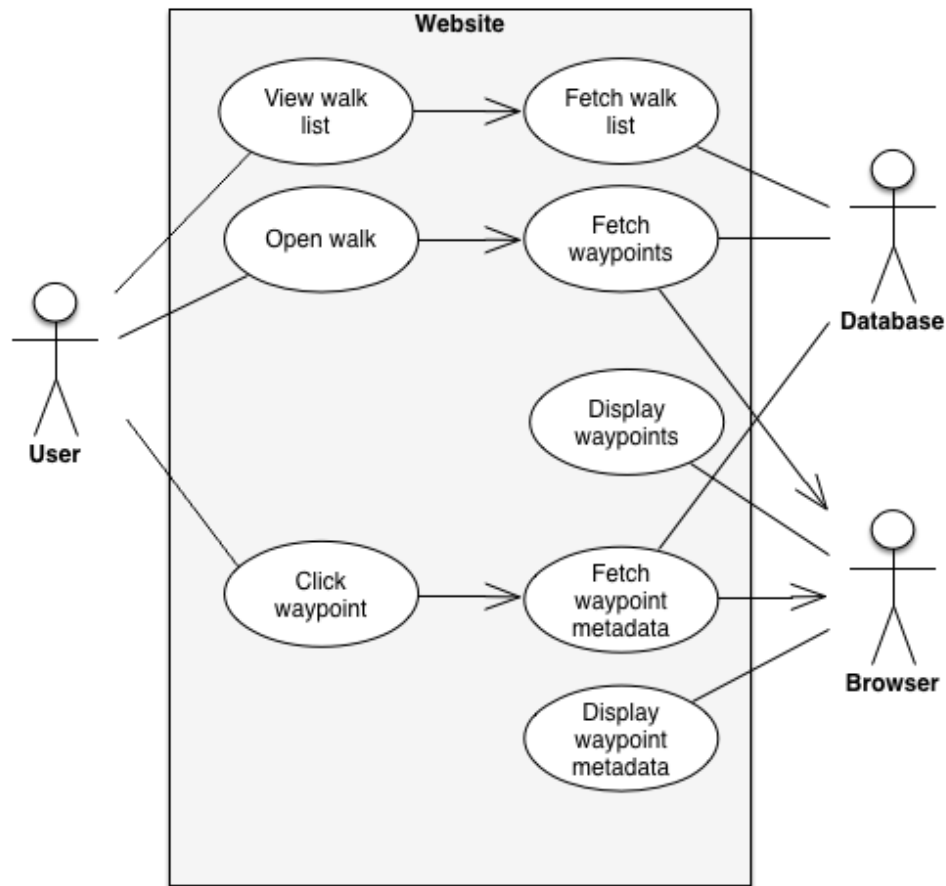 Website
View walk
list
Fetch walk
list
Open walk
Fetch
waypoints
Database
Display
waypoints
User
Click
waypoint
Fetch
waypoint
metadata
Browser
Display
waypoint
metadata